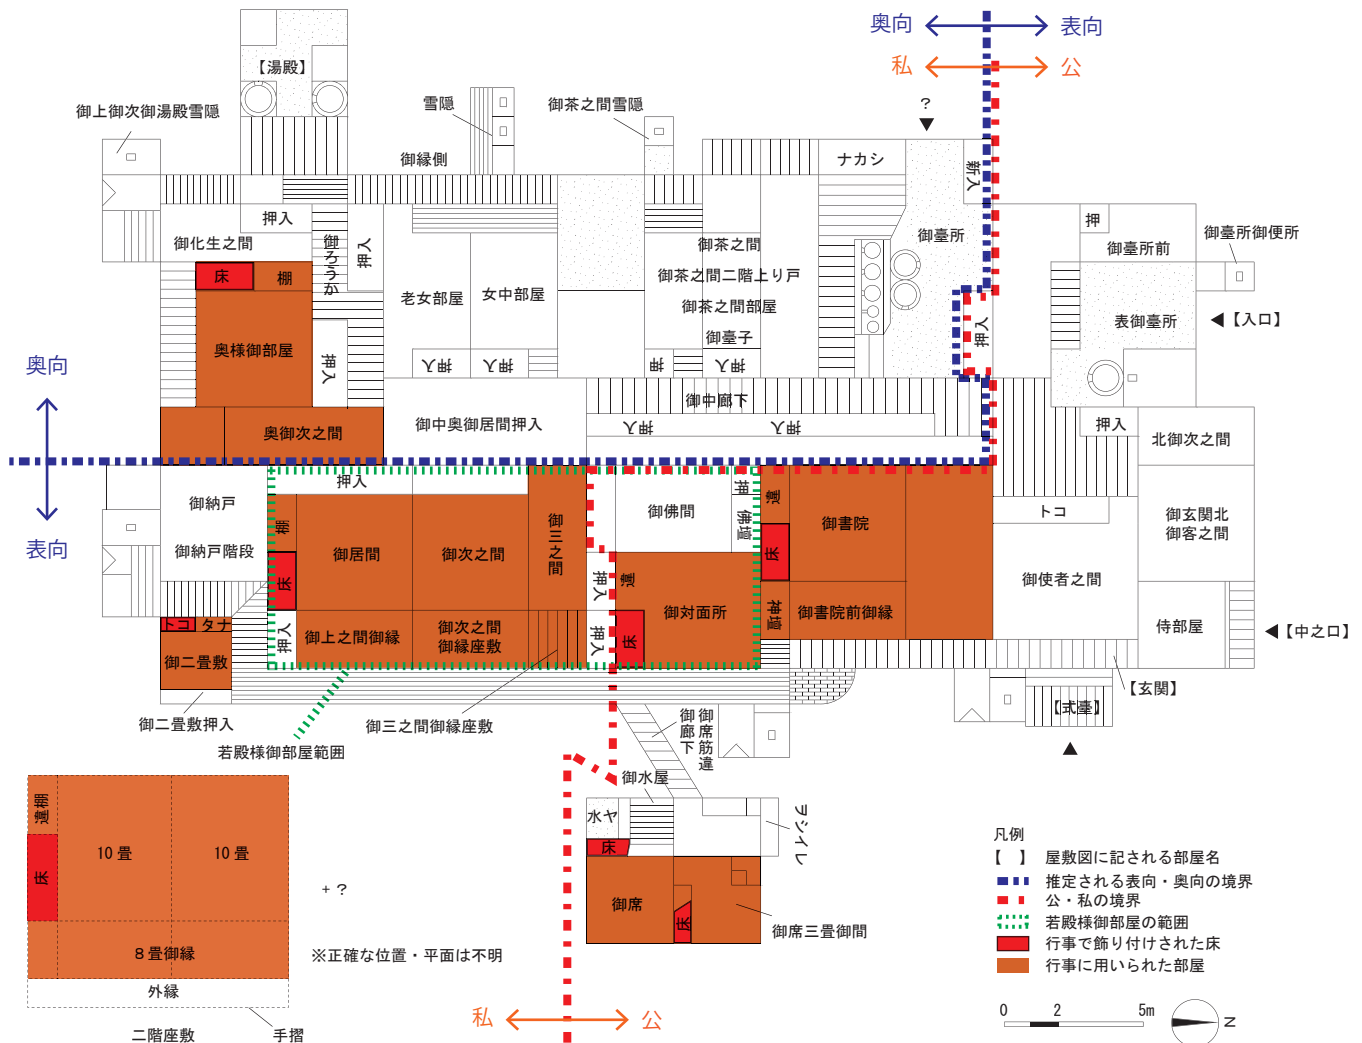 奥向
表向
私
公
【湯殿】
御上御次御湯殿雪隠
雪隠
御茶之間雪隠
?
御縁側
ナカシ
新入
押入
御化生之間
御ろうか
押入
床
棚
奥様御部屋
押入
老女部屋
女中部屋
押入
押入
御茶之間
御茶之間二階上り戸
御茶之間部屋
御臺子
押
押入
御臺所
押入
押
御臺所前
御臺所御便所
表御臺所
【入口】
奥向
表向
奥御次之間
御中奥御居間押入
御中廊下
押入
押入
押入
北御次之間
御納戸
御納戸階段
押入
棚
床
御居間
御次之間
御三之間
押入
御上之間御縁
御次之間
御縁座敷
押入
押入
御佛間
押
佛壇
違
床
御対面所
違
床
神壇
御書院
御書院前御縁
トコ
御使者之間
御玄関北
御客之間
侍部屋
【中之口】
【玄関】
【式臺】
トコ
タナ
御二畳敷
御二畳敷押入
若殿様御部屋範囲
御三之間御縁座敷
御席筋違
御廊下
御水屋
水ヤ
床
ヲシイレ
御席
床
御席三畳御間
違棚
床
10畳
10畳
8畳御縁
外縁
二階座敷
手摺
+ ?
※正確な位置・平面は不明
私
公
凡例
【 】 屋敷図に記される部屋名
推定される表向・奥向の境界
公・私の境界
若殿様御部屋の範囲
行事で飾り付けされた床
行事に用いられた部屋
0 2 5m
N